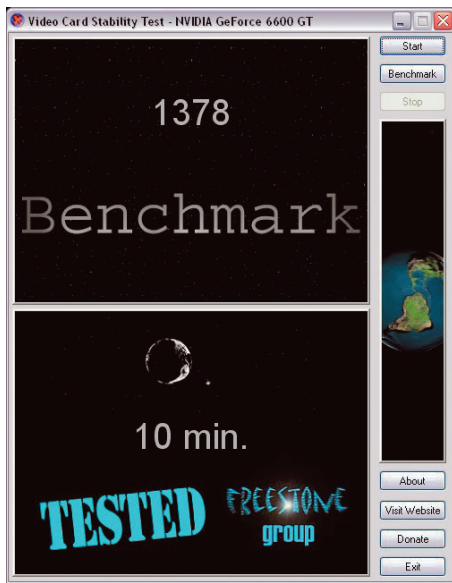 Video Card Stability Test - NVIDIA GeForce 6600 GT
Start
Benchmark
Stop
1378
Benchmark
10 min.
TESTED
FREESTONE
group
About
Visit Website
Donate
Exit